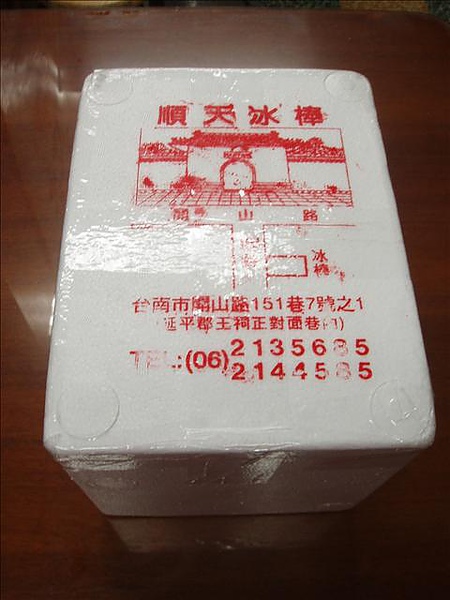 順天冰棒
開山路
冰棒
台南市開山路151巷7號之1
(延平郡王祠正對面巷內)
TEL:(06)2135685
2144585